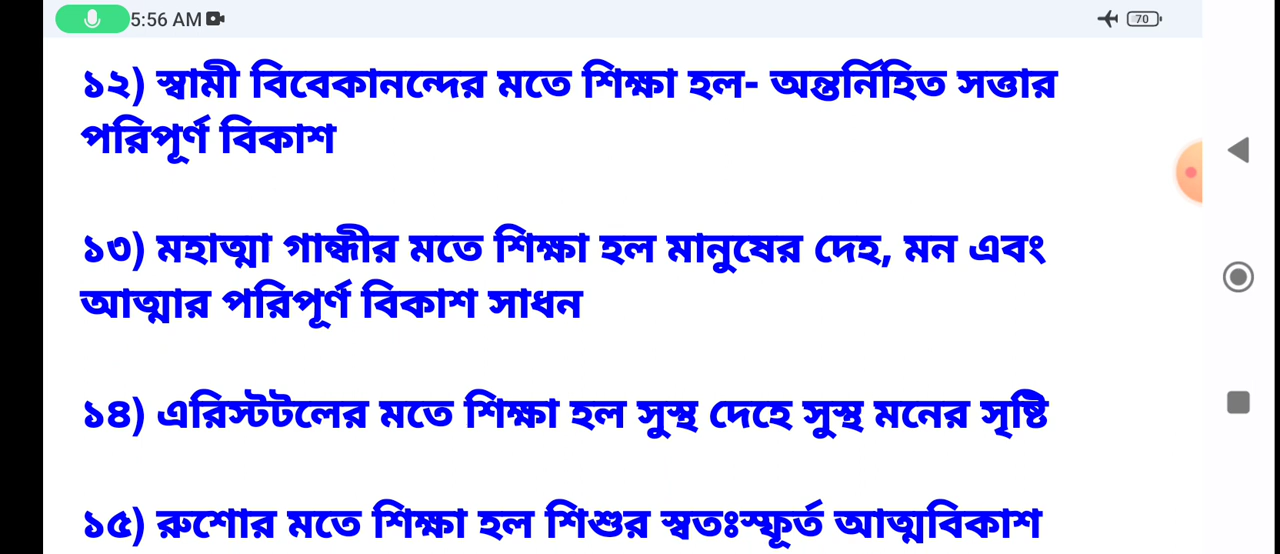 5:56 AM
70
১২) স্বামী বিবেকানন্দের মতে শিক্ষা হল- অন্তর্নিহিত সত্তার
পরিপূর্ণ বিকাশ
১৩) মহাত্মা গান্ধীর মতে শিক্ষা হল মানুষের দেহ, মন এবং
আত্মার পরিপূর্ণ বিকাশ সাধন
১৪) এরিস্টটলের মতে শিক্ষা হল সুস্থ দেহে সুস্থ মনের সৃষ্টি
১৫) রুশোর মতে শিক্ষা হল শিশুর স্বতঃস্ফূর্ত আত্মবিকাশ